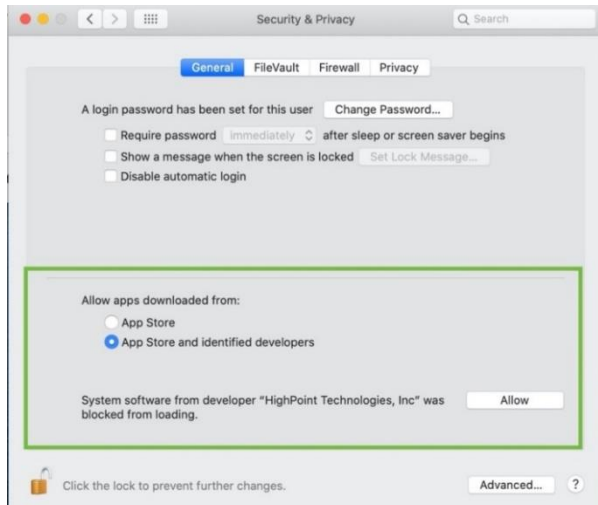 Security & Privacy
Search
General FileVault Firewall Privacy
A login password has been set for this user Change Password...
Require password immediately after sleep or screen saver begins
Show a message when the screen is locked Set Lock Message...
Disable automatic login
Allow apps downloaded from:
App Store
App Store and identified developers
System software from developer "HighPoint Technologies, Inc" was Allow
blocked from loading.
Click the lock to prevent further changes. Advanced... ?